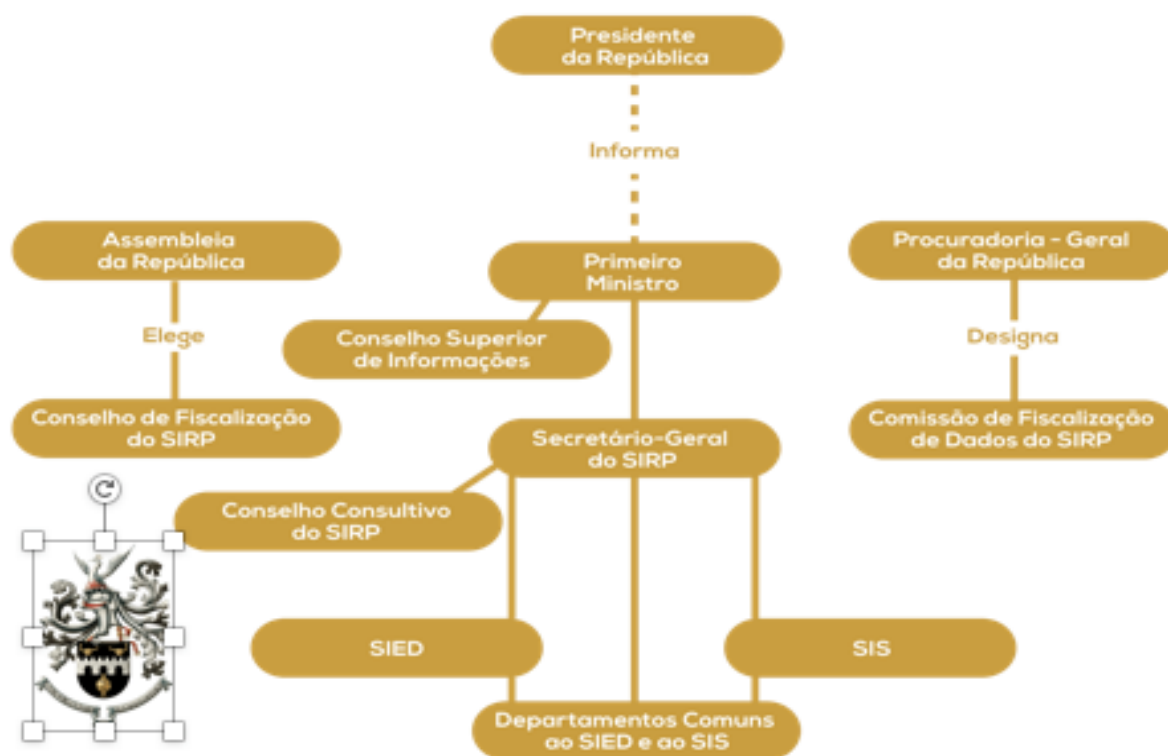 Presidente
da República
Informa
Assembleia
da República
Primeiro
Ministro
Procuradoria - Geral
da República
Elege
Conselho Superior
de Informações
Designa
Conselho de Fiscalização
do SIRP
Secretário-Geral
do SIRP
Comissão de Fiscalização
de Dados do SIRP
Conselho Consultivo
do SIRP
SIED
SIS
Departamentos Comuns
ao SIED e ao SIS